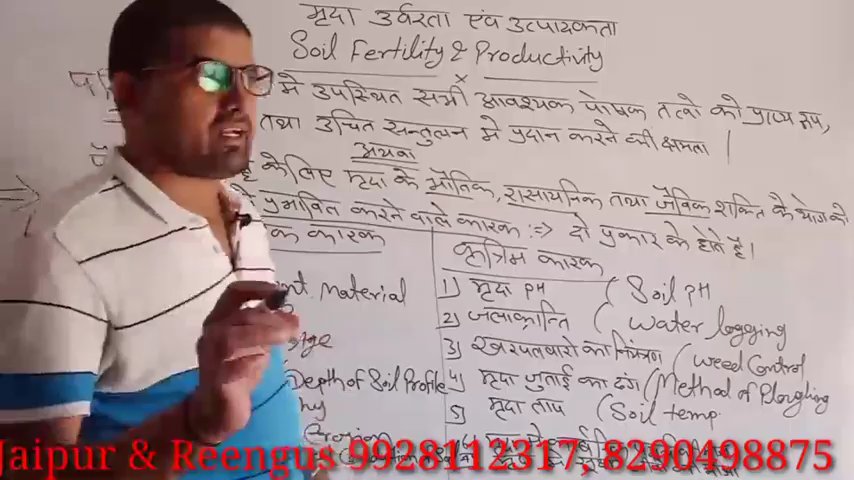 मृदा उर्वरता एवं उत्पादकता
Soil Fertility & Productivity
में उपस्थित सभी आवश्यक पोषक तत्वो को प्राप्य रूप,
तथा उचित सन्तुलन मे प्रदान करने की क्षमता |
अथवा
के लिए मृदा के भौतिक, रासायनिक तथा जैविक शक्ति के योग को
प्रभावित करने वाले कारक :=> दो प्रकार के होते है।
कारक
Material
Depth of Soil Profile
Erosion
कृत्रिम कारक
1) मृदा PH (Soil PH
2) जलाक्रान्ति (Water logging
3) खरपतवारो का नियंत्रण (Weed Control
4) मृदा जुताई का ढंग (Method of Ploughing
5) मृदा ताप (Soil temp.
Jaipur & Reengus 9928112317, 8290498875